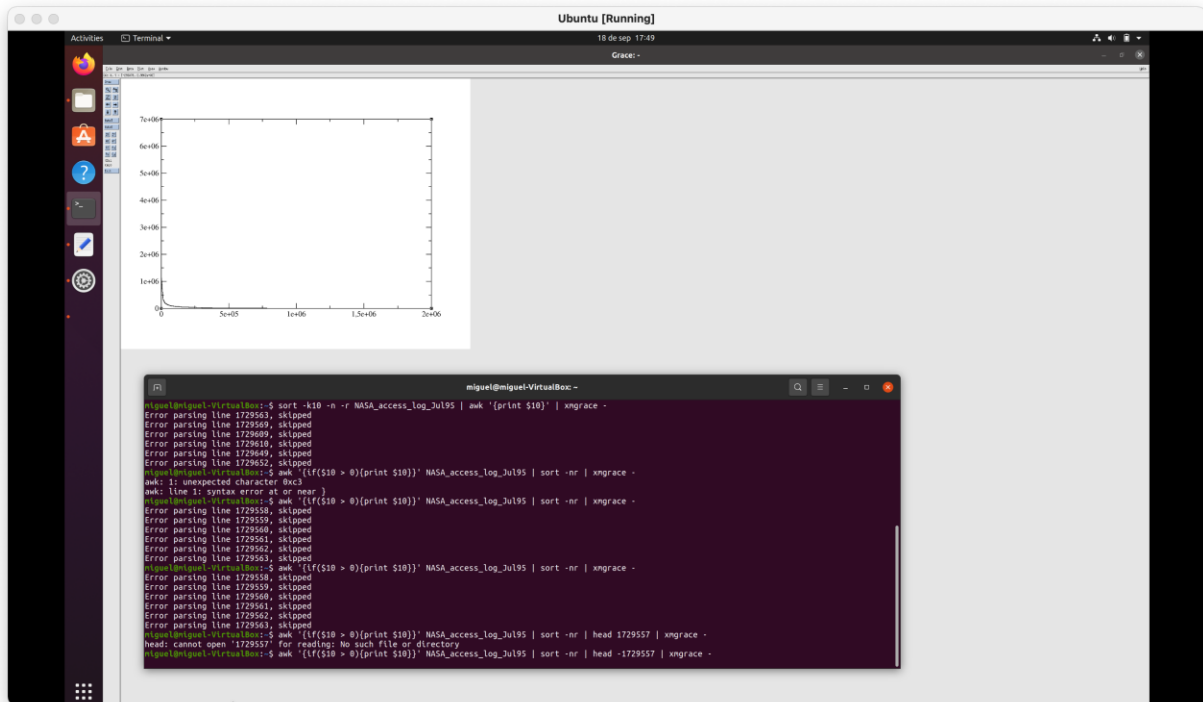 Ubuntu [Running]
Activities
Terminal
18 de sep 17:49
Grace: -
7e+06
6e+06
5e+06
4e+06
3e+06
2e+06
1e+06
0
0 5e+05 1e+06 1.5e+06 2e+06
miguel@miguel-VirtualBox: ~
miguel@miguel-VirtualBox:~$ sort -k10 -n -r NASA_access_log_Jul95 | awk '{print $10}' | xmgrace -
Error parsing line 1729563, skipped
Error parsing line 1729569, skipped
Error parsing line 1729609, skipped
Error parsing line 1729610, skipped
Error parsing line 1729649, skipped
Error parsing line 1729652, skipped
miguel@miguel-VirtualBox:~$ awk '{if($10 > 0){print $10}}' NASA_access_log_Jul95 | sort -nr | xmgrace -
awk: 1: unexpected character 0xc3
awk: line 1: syntax error at or near }
miguel@miguel-VirtualBox:~$ awk '{if($10 > 0){print $10}}' NASA_access_log_Jul95 | sort -nr | xmgrace -
Error parsing line 1729558, skipped
Error parsing line 1729559, skipped
Error parsing line 1729560, skipped
Error parsing line 1729561, skipped
Error parsing line 1729562, skipped
Error parsing line 1729563, skipped
miguel@miguel-VirtualBox:~$ awk '{if($10 > 0){print $10}}' NASA_access_log_Jul95 | sort -nr | xmgrace -
Error parsing line 1729558, skipped
Error parsing line 1729559, skipped
Error parsing line 1729560, skipped
Error parsing line 1729561, skipped
Error parsing line 1729562, skipped
Error parsing line 1729563, skipped
miguel@miguel-VirtualBox:~$ awk '{if($10 > 0){print $10}}' NASA_access_log_Jul95 | sort -nr | head 1729557 | xmgrace -
head: cannot open '1729557' for reading: No such file or directory
miguel@miguel-VirtualBox:~$ awk '{if($10 > 0){print $10}}' NASA_access_log_Jul95 | sort -nr | head -1729557 | xmgrace -